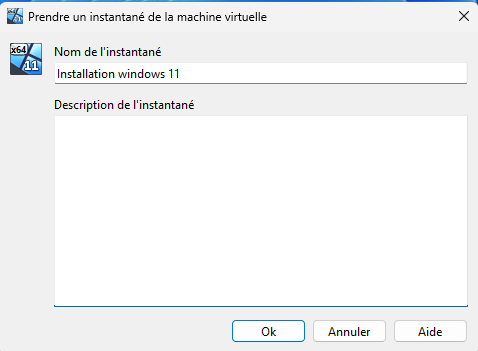 Prendre un instantané de la machine virtuelle
x64
11
Nom de l'instantané
Installation windows 11
Description de l'instantané
Ok
Annuler
Aide